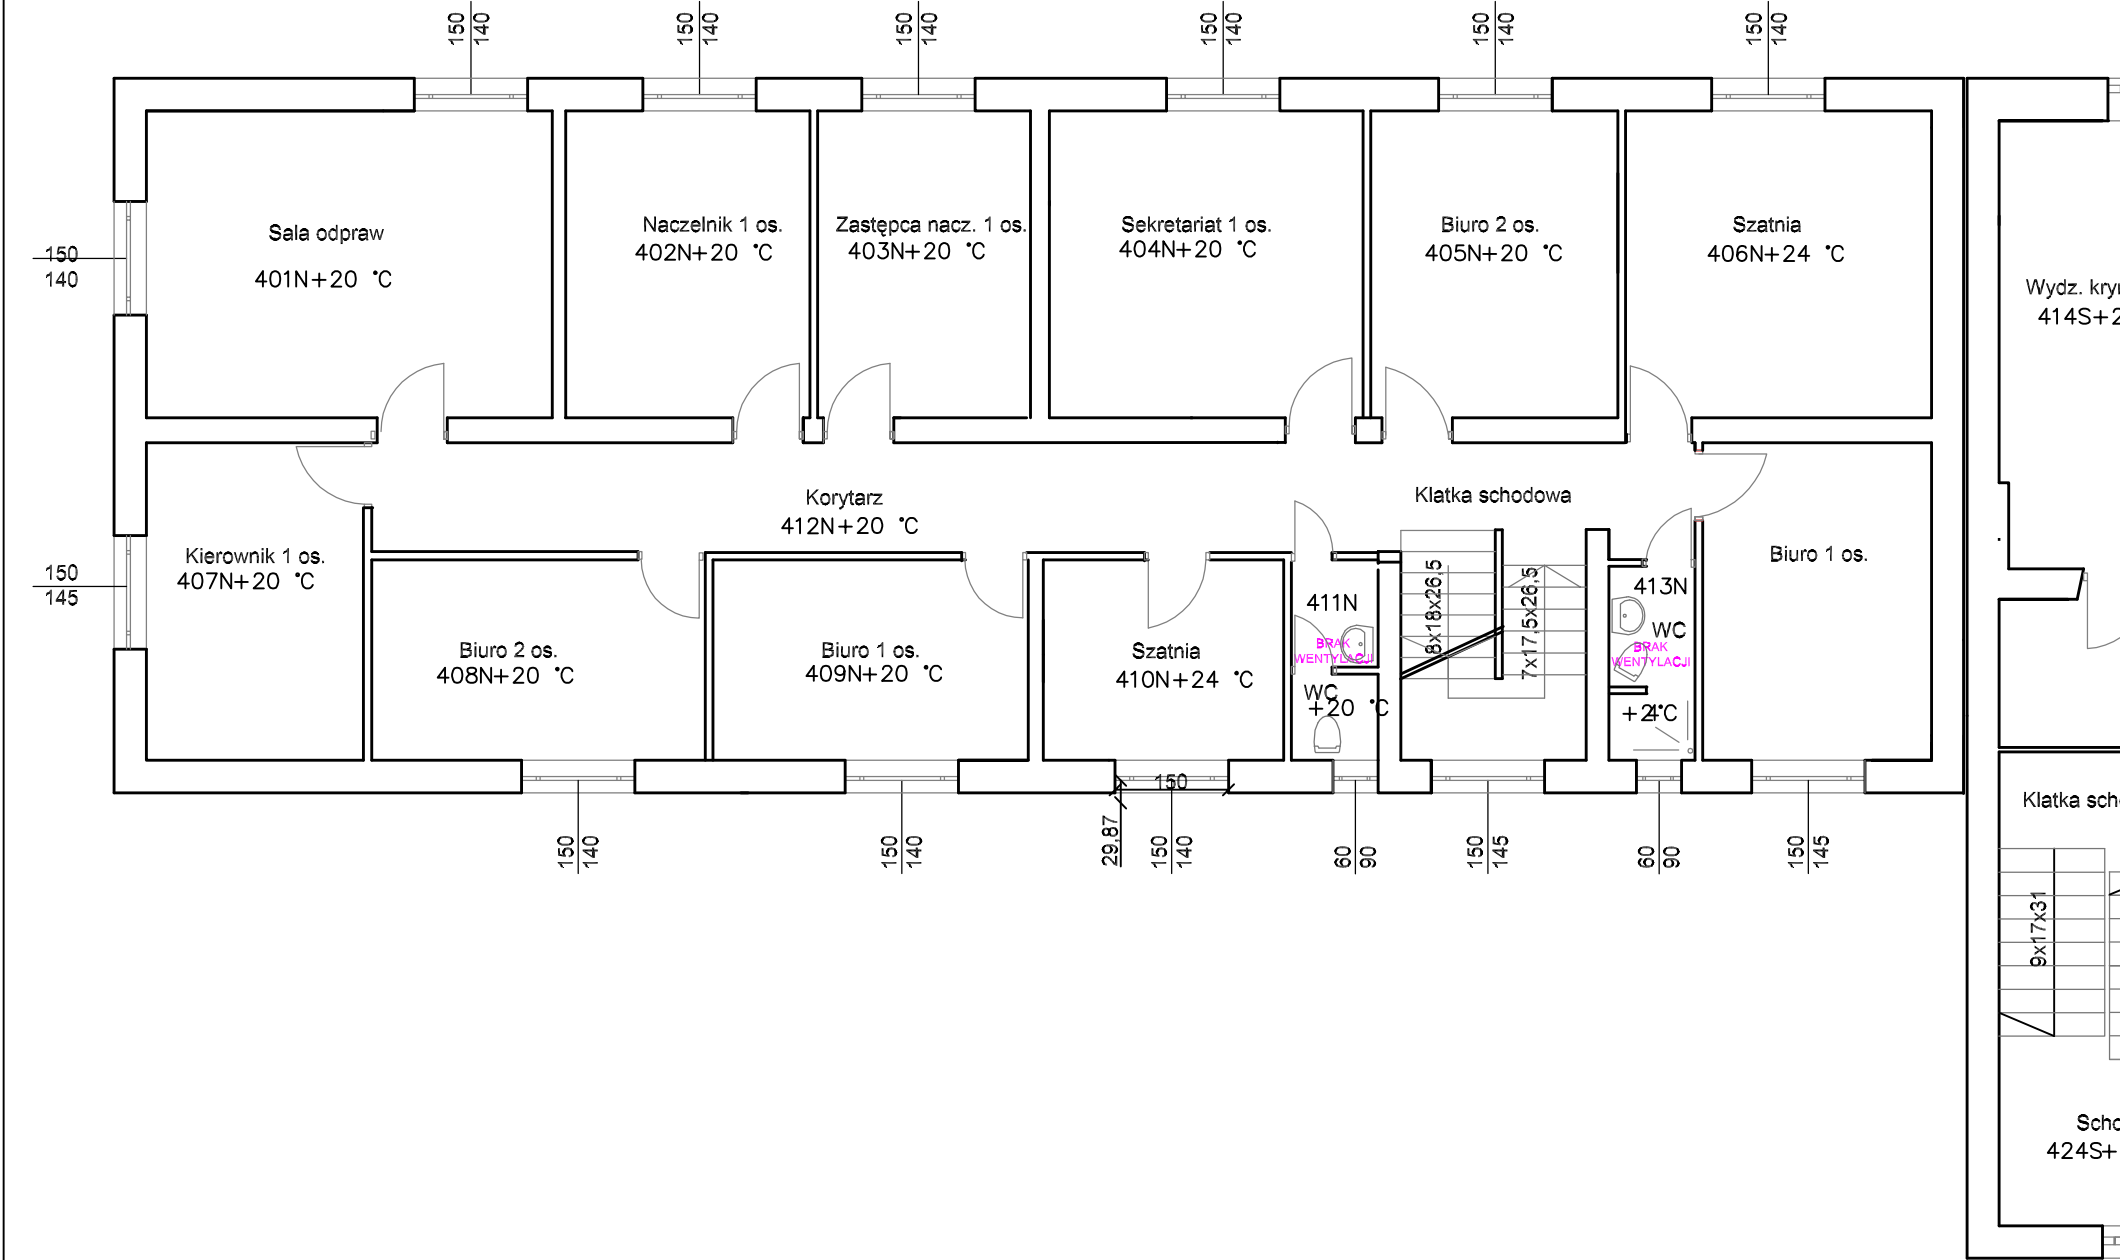 150
140
150
140
150
140
150
140
150
140
150
140
Sala odpraw
401N+20 °C
Naczelnik 1 os.
402N+20 °C
Zastępca nacz. 1 os.
403N+20 °C
Sekretariat 1 os.
404N+20 °C
Biuro 2 os.
405N+20 °C
Szatnia
406N+24 °C
150
140
Wydz. kry
414S+2
Korytarz
412N+20 °C
Klatka schodowa
Kierownik 1 os.
407N+20 °C
150
145
Biuro 2 os.
408N+20 °C
Biuro 1 os.
409N+20 °C
Szatnia
410N+24 °C
411N
BRAK
WENTYLACJI
WC
+20 °C
8x18x26,5
7x17,5x26,5
413N
WC
BRAK
WENTYLACJI
+24°C
Biuro 1 os.
150
29,87
150
140
150
140
150
140
60
90
150
145
60
90
150
145
Klatka sch
9x17x31
Scho
424S+